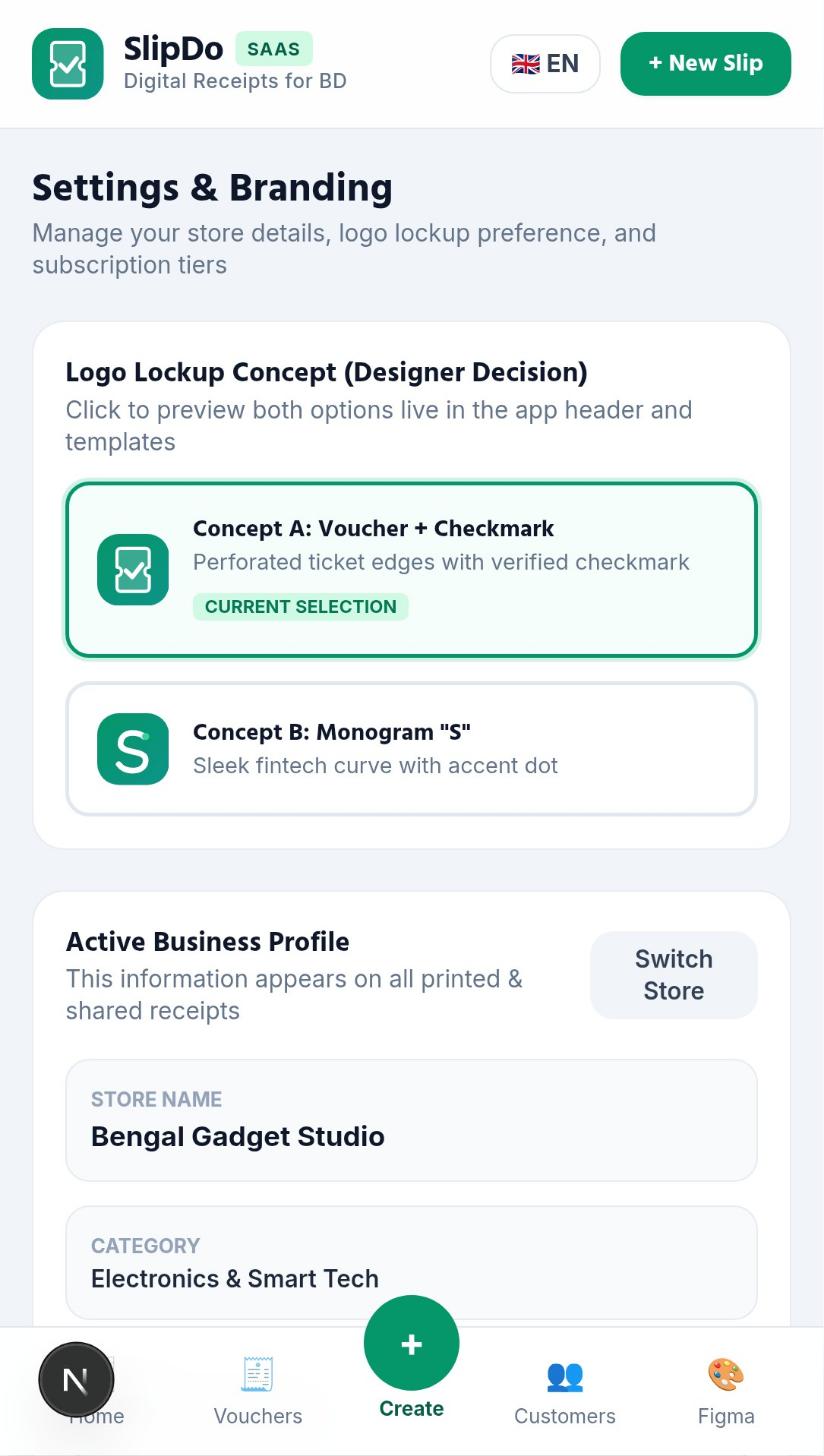 SlipDo SAAS
Digital Receipts for BD
🇬🇧 EN
+ New Slip
Settings & Branding
Manage your store details, logo lockup preference, and
subscription tiers
Logo Lockup Concept (Designer Decision)
Click to preview both options live in the app header and
templates
Concept A: Voucher + Checkmark
Perforated ticket edges with verified checkmark
CURRENT SELECTION
S
Concept B: Monogram "S"
Sleek fintech curve with accent dot
Active Business Profile
This information appears on all printed &
shared receipts
Switch
Store
STORE NAME
Bengal Gadget Studio
CATEGORY
Electronics & Smart Tech
+
N
Home
Vouchers
Create
Customers
Figma